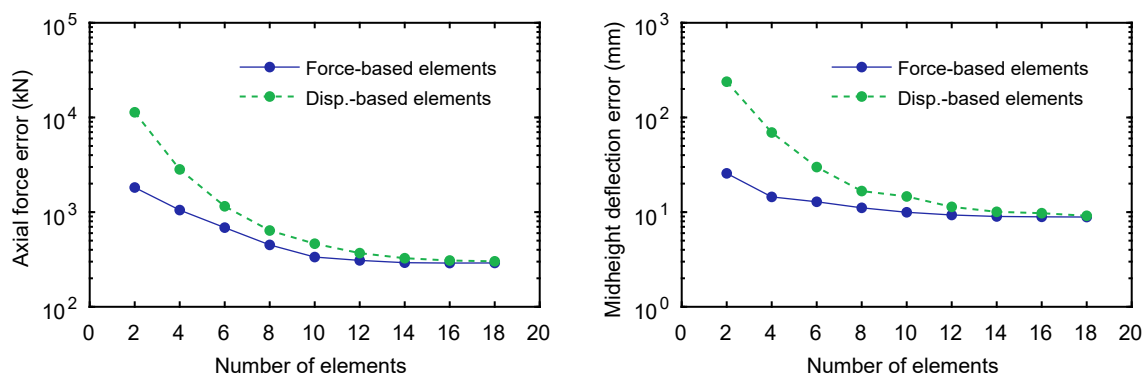 10^5
10^4
10^3
10^2
Axial force error (kN)
Force-based elements
Disp.-based elements
0 2 4 6 8 10 12 14 16 18 20
Number of elements
10^3
10^2
10^1
10^0
Midheight deflection error (mm)
Force-based elements
Disp.-based elements
0 2 4 6 8 10 12 14 16 18 20
Number of elements